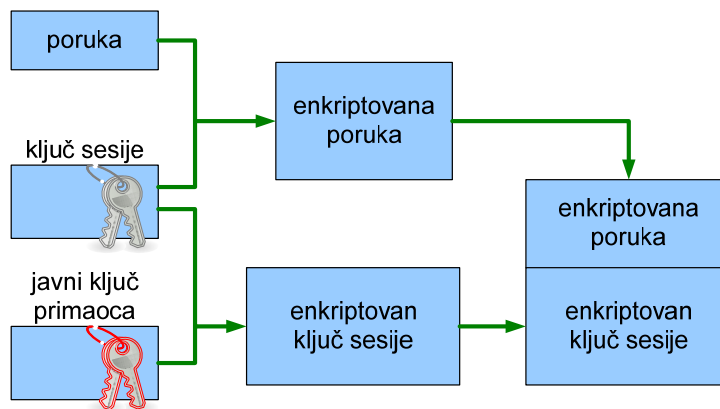 poruka
enkriptovana
poruka
ključ sesije
enkriptovana
poruka
javni ključ
primaoca
enkriptovan
ključ sesije
enkriptovan
ključ sesije